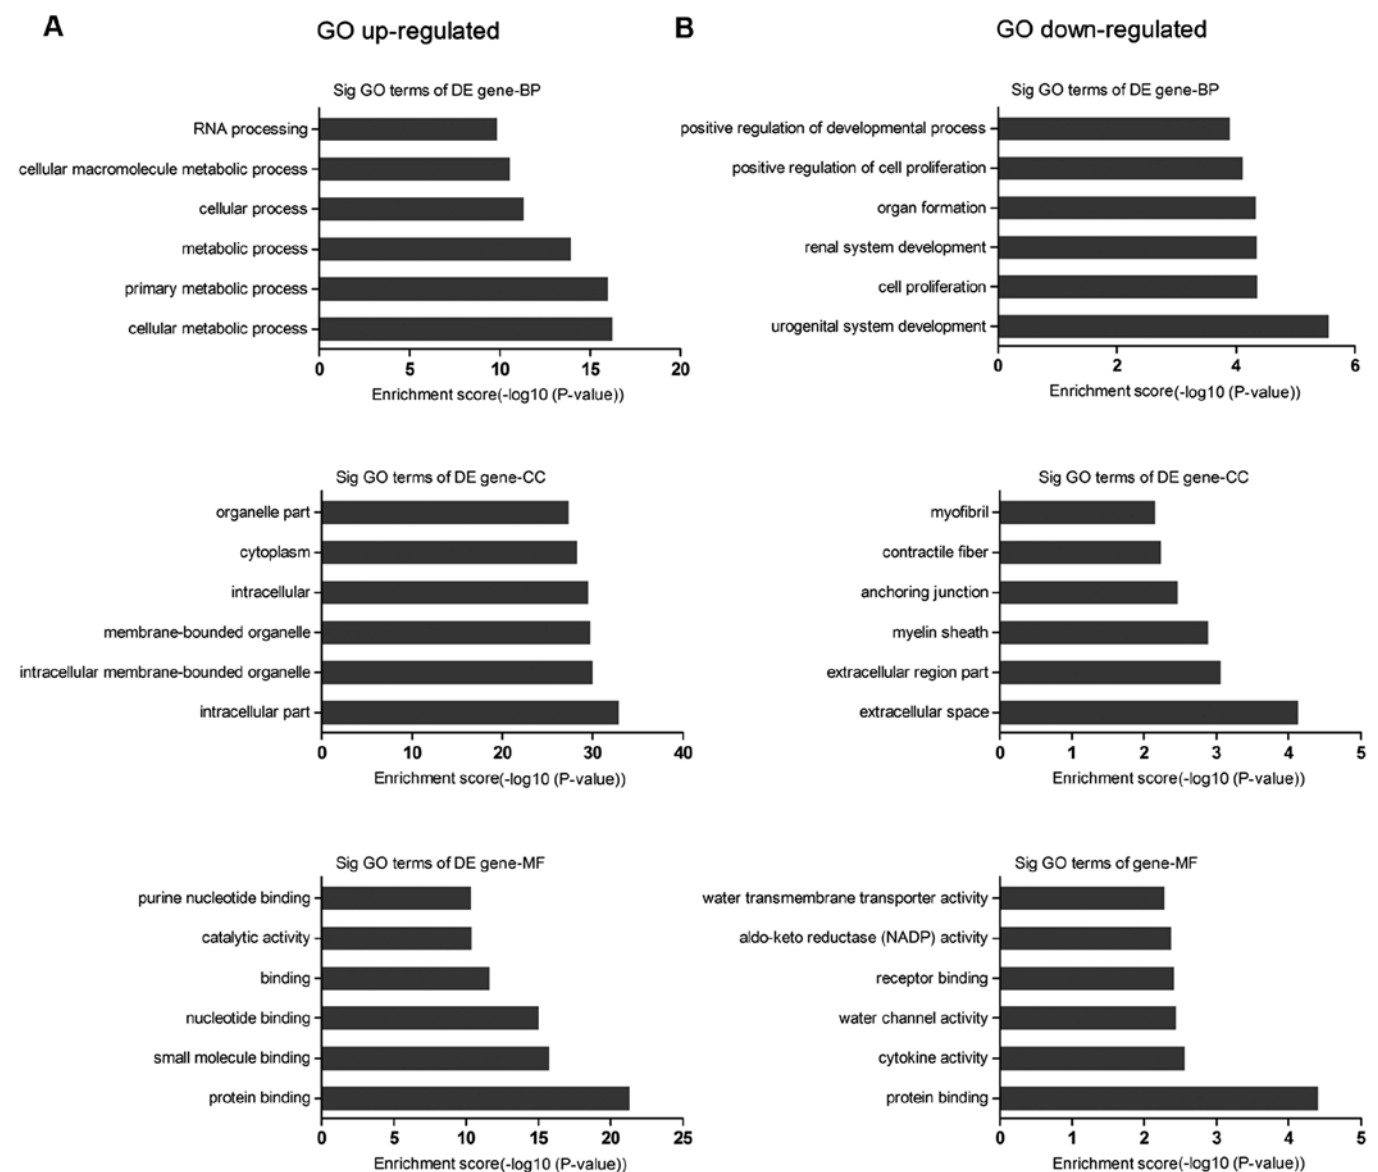 A
GO up-regulated
Sig GO terms of DE gene-BP
RNA processing
cellular macromolecule metabolic process
cellular process
metabolic process
primary metabolic process
cellular metabolic process
0 5 10 15 20
Enrichment score(-log10 (P-value))
Sig GO terms of DE gene-CC
organelle part
cytoplasm
intracellular
membrane-bounded organelle
intracellular membrane-bounded organelle
intracellular part
0 10 20 30 40
Enrichment score(-log10 (P-value))
Sig GO terms of DE gene-MF
purine nucleotide binding
catalytic activity
binding
nucleotide binding
small molecule binding
protein binding
0 5 10 15 20 25
Enrichment score(-log10 (P-value))
B
GO down-regulated
Sig GO terms of DE gene-BP
positive regulation of developmental process
positive regulation of cell proliferation
organ formation
renal system development
cell proliferation
urogenital system development
0 2 4 6
Enrichment score(-log10 (P-value))
Sig GO terms of DE gene-CC
myofibril
contractile fiber
anchoring junction
myelin sheath
extracellular region part
extracellular space
0 1 2 3 4 5
Enrichment score(-log10 (P-value))
Sig GO terms of gene-MF
water transmembrane transporter activity
aldo-keto reductase (NADP) activity
receptor binding
water channel activity
cytokine activity
protein binding
0 1 2 3 4 5
Enrichment score(-log10 (P-value))